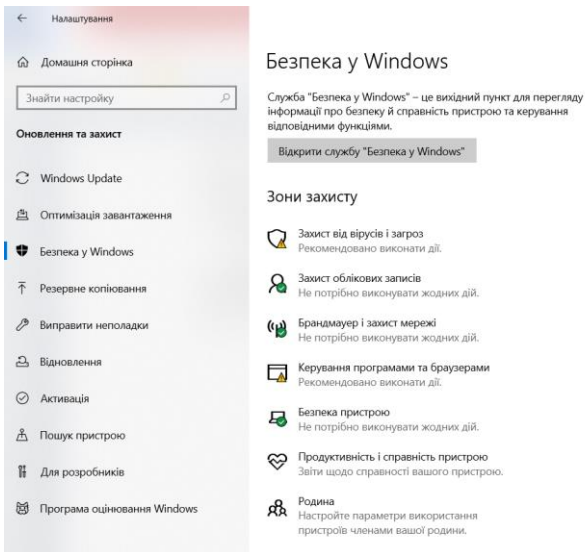 Налаштування
Домашня сторінка
Знайти настройку
Оновлення та захист
Windows Update
Оптимізація завантаження
Безпека у Windows
Резервне копіювання
Виправити неполадки
Відновлення
Активація
Пошук пристрою
Для розробників
Програма оцінювання Windows
Безпека у Windows
Служба "Безпека у Windows" – це вихідний пункт для перегляду
інформації про безпеку й справність пристрою та керування
відповідними функціями.
Відкрити службу "Безпека у Windows"
Зони захисту
Захист від вірусів і загроз
Рекомендовано виконати дії.
Захист облікових записів
Не потрібно виконувати жодних дій.
Брандмауер і захист мережі
Не потрібно виконувати жодних дій.
Керування програмами та браузерами
Рекомендовано виконати дії.
Безпека пристрою
Не потрібно виконувати жодних дій.
Продуктивність і справність пристрою
Звіти щодо справності вашого пристрою.
Родина
Настройте параметри використання
пристроїв членами вашої родини.